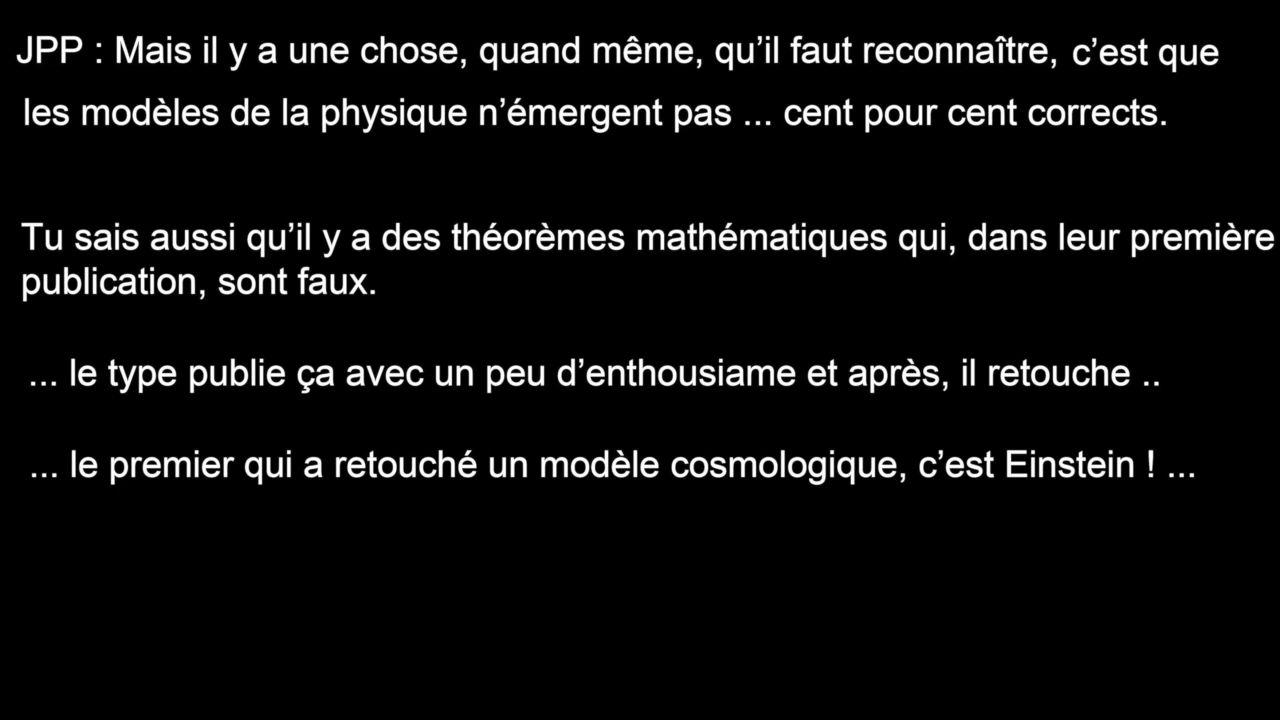 JPP : Mais il y a une chose, quand même, qu’il faut reconnaître, c’est que
les modèles de la physique n’émergent pas ... cent pour cent corrects.
Tu sais aussi qu’il y a des théorèmes mathématiques qui, dans leur première
publication, sont faux.
... le type publie ça avec un peu d’enthousiame et après, il retouche ..
... le premier qui a retouché un modèle cosmologique, c’est Einstein ! ...